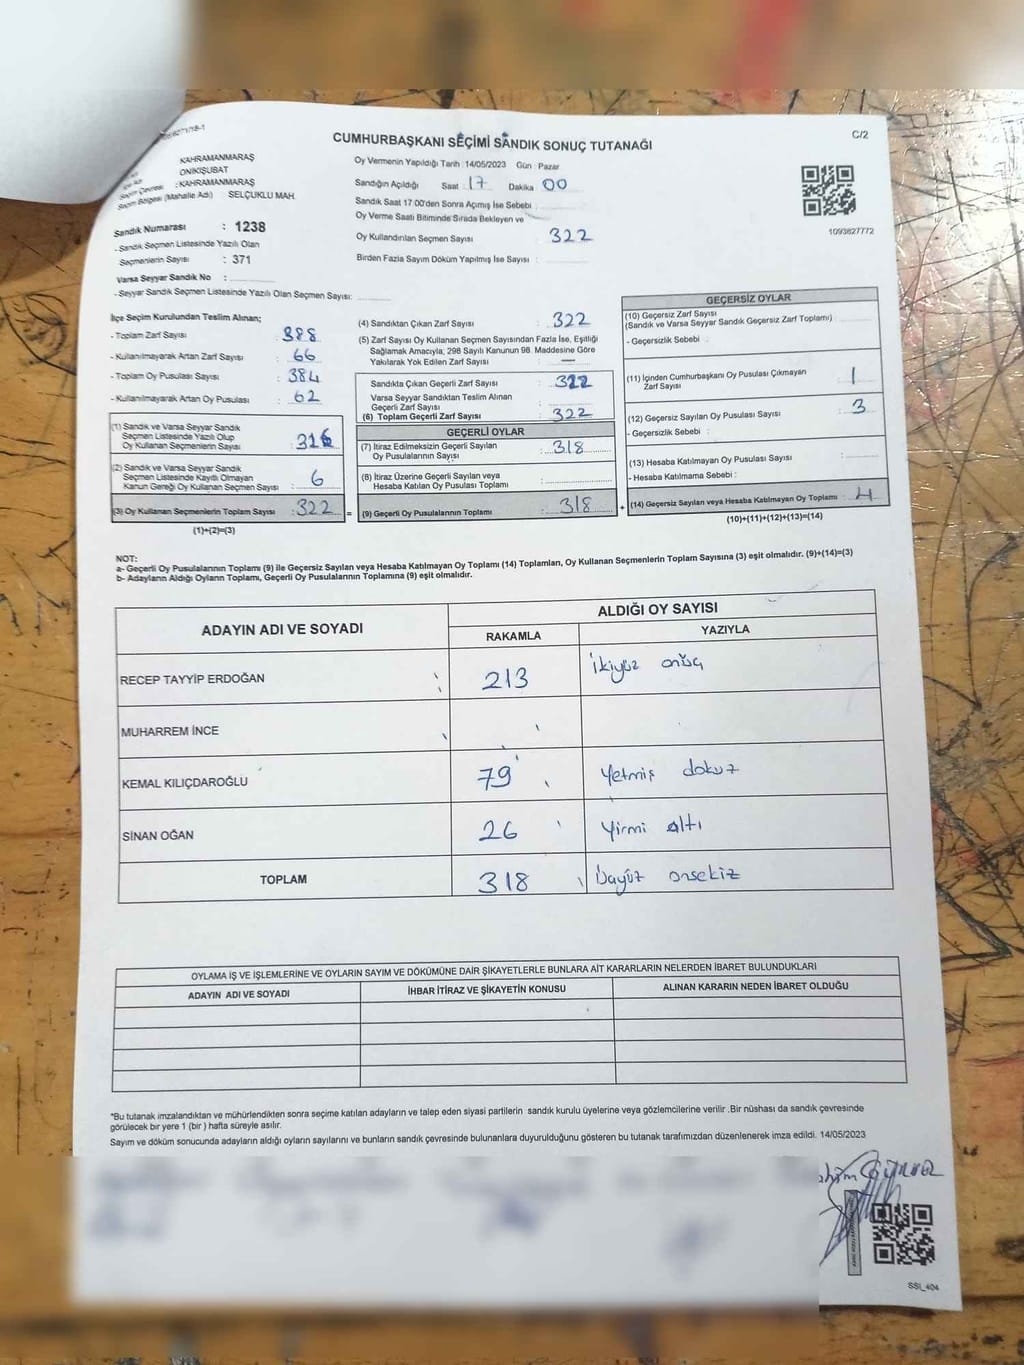 CUMHURBAŞKANI SEÇİMİ SANDIK SONUÇ TUTANAĞI
C/2
KAHRAMANMARAŞ
ONİKİŞUBAT
Seçim Çevresi : KAHRAMANMARAŞ
Seçim Bölgesi (Mahalle Adı) SELÇUKLU MAH.
Sandık Numarası : 1238
- Sandık Seçmen Listesinde Yazılı Olan
Seçmenlerin Sayısı : 371
Varsa Seyyar Sandık No :
- Seyyar Sandık Seçmen Listesinde Yazılı Olan Seçmen Sayısı:
Oy Vermenin Yapıldığı Tarih :14/05/2023 Gün : Pazar
Sandığın Açıldığı Saat : 17 Dakika 00
Sandık Saat 17:00'den Sonra Açımış İse Sebebi :
Oy Verme Saati Bitiminde Sırada Bekleyen ve
Oy Kullandırılan Seçmen Sayısı : 322
Birden Fazla Sayım Döküm Yapılmış İse Sayısı :
1093627772
İlçe Seçim Kurulundan Teslim Alınan;
- Toplam Zarf Sayısı : 388
- Kullanılmayarak Artan Zarf Sayısı : 66
- Toplam Oy Pusulası Sayısı : 384
- Kullanılmayarak Artan Oy Pusulası : 62
(1) Sandık ve Varsa Seyyar Sandık
Seçmen Listesinde Yazılı Olup
Oy Kullanan Seçmenlerin Sayısı : 316
(2) Sandık ve Varsa Seyyar Sandık
Seçmen Listesinde Kayıtlı Olmayan
Kanun Gereği Oy Kullanan Seçmen Sayısı : 6
(3) Oy Kullanan Seçmenlerin Toplam Sayısı : 322
(1)+(2)=(3)
(4) Sandıktan Çıkan Zarf Sayısı : 322
(5) Zarf Sayısı Oy Kullanan Seçmen Sayısından Fazla İse, Eşitliği
Sağlamak Amacıyla; 298 Sayılı Kanunun 98. Maddesine Göre
Yakılarak Yok Edilen Zarf Sayısı : —
Sandıkta Çıkan Geçerli Zarf Sayısı : 322
Varsa Seyyar Sandıktan Teslim Alınan
Geçerli Zarf Sayısı :
(6) Toplam Geçerli Zarf Sayısı : 322
GEÇERLİ OYLAR
(7) İtiraz Edilmeksizin Geçerli Sayılan
Oy Pusulasının Sayısı : 318
(8) İtiraz Üzerine Geçerli Sayılan veya
Hesaba Katılan Oy Pusulası Toplamı :
= (9) Geçerli Oy Pusulalarının Toplamı : 318
GEÇERSİZ OYLAR
(10) Geçersiz Zarf Sayısı
(Sandık ve Varsa Seyyar Sandık Geçersiz Zarf Toplamı) :
- Geçersizlik Sebebi :
(11) İçinden Cumhurbaşkanı Oy Pusulası Çıkmayan
Zarf Sayısı : 1
(12) Geçersiz Sayılan Oy Pusulası Sayısı : 3
- Geçersizlik Sebebi :
(13) Hesaba Katılmayan Oy Pusulası Sayısı :
- Hesaba Katılmama Sebebi :
+ (14) Geçersiz Sayılan veya Hesaba Katılmayan Oy Toplamı : 4
(10)+(11)+(12)+(13)=(14)
NOT:
a- Geçerli Oy Pusulalarının Toplamı (9) ile Geçersiz Sayılan veya Hesaba Katılmayan Oy Toplamı (14) Toplamları, Oy Kullanan Seçmenlerin Toplam Sayısına (3) eşit olmalıdır. (9)+(14)=(3)
b- Adayların Aldığı Oyların Toplamı, Geçerli Oy Pusulalarının Toplamına (9) eşit olmalıdır.
ADAYIN ADI VE SOYADI ALDIĞI OY SAYISI
RAKAMLA YAZIYLA
RECEP TAYYİP ERDOĞAN 213 ikiyüz onüç
MUHARREM İNCE
KEMAL KILIÇDAROĞLU 79 Yetmiş dokuz
SİNAN OĞAN 26 Yirmi altı
TOPLAM 318 Üçyüz onsekiz
OYLAMA İŞ VE İŞLEMLERİNE VE OYLARIN SAYIM VE DÖKÜMÜNE DAİR ŞİKAYETLERLE BUNLARA AİT KARARLARIN NELERDEN İBARET BULUNDUKLARI
ADAYIN ADI VE SOYADI İHBAR İTİRAZ VE ŞİKAYETİN KONUSU ALINAN KARARIN NEDEN İBARET OLDUĞU
*Bu tutanak imzalandıktan ve mühürlendikten sonra seçime katılan adayların ve talep eden siyasi partilerin sandık kurulu üyelerine veya gözlemcilerine verilir .Bir nüshası da sandık çevresinde
görülecek bir yere 1 (bir ) hafta süreyle asılır.
Sayım ve döküm sonucunda adayların aldığı oyların sayılarını ve bunların sandık çevresinde bulunanlara duyurulduğunu gösteren bu tutanak tarafımızdan düzenlenerek imza edildi. 14/05/2023
SSI_404